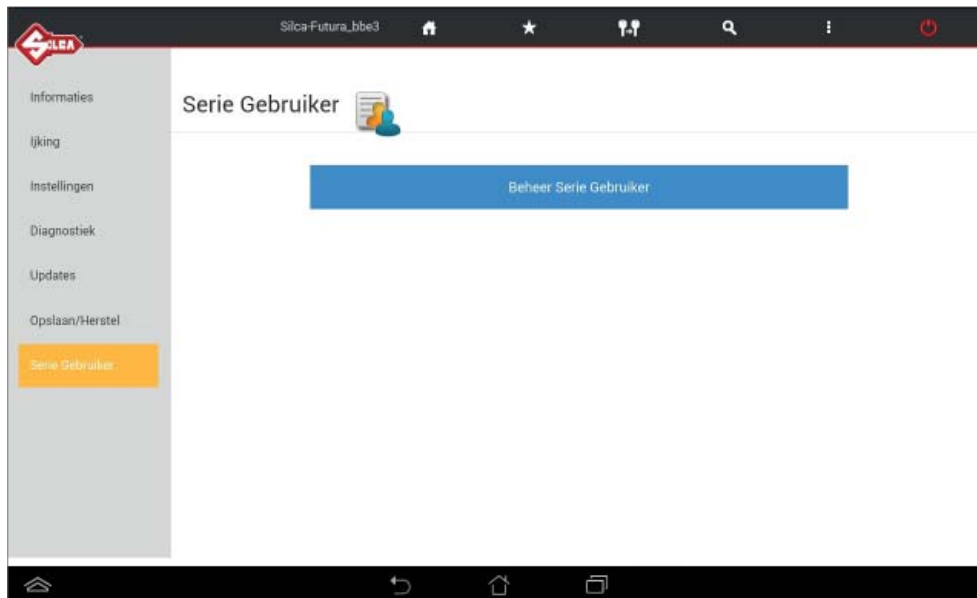 SILCA
Silca-Futura_bbe3
Informaties
Ijking
Instellingen
Diagnostiek
Updates
Opslaan/Herstel
Serie Gebruiker
Serie Gebruiker
Beheer Serie Gebruiker